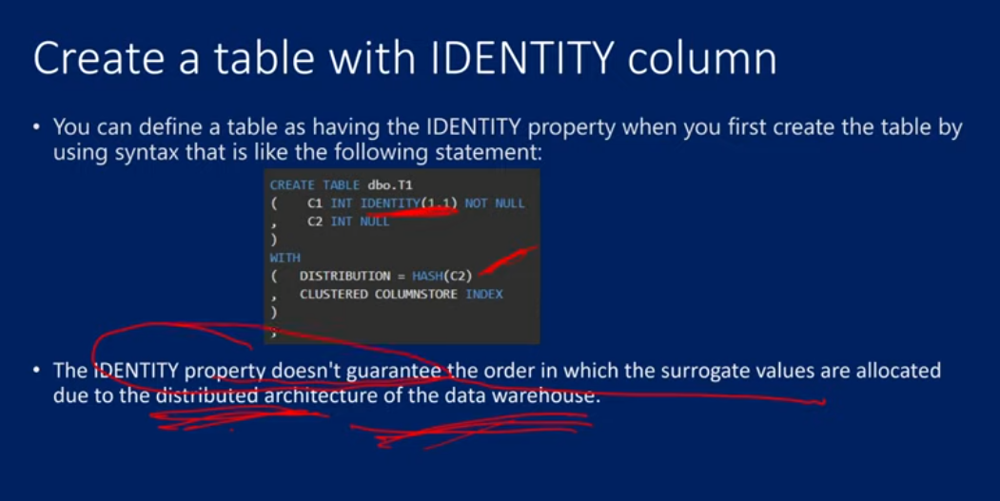 Create a table with IDENTITY column
• You can define a table as having the IDENTITY property when you first create the table by
using syntax that is like the following statement:
CREATE TABLE dbo.T1
( C1 INT IDENTITY(1,1) NOT NULL
, C2 INT NULL
)
WITH
( DISTRIBUTION = HASH(C2)
, CLUSTERED COLUMNSTORE INDEX
)
;
• The IDENTITY property doesn't guarantee the order in which the surrogate values are allocated
due to the distributed architecture of the data warehouse.